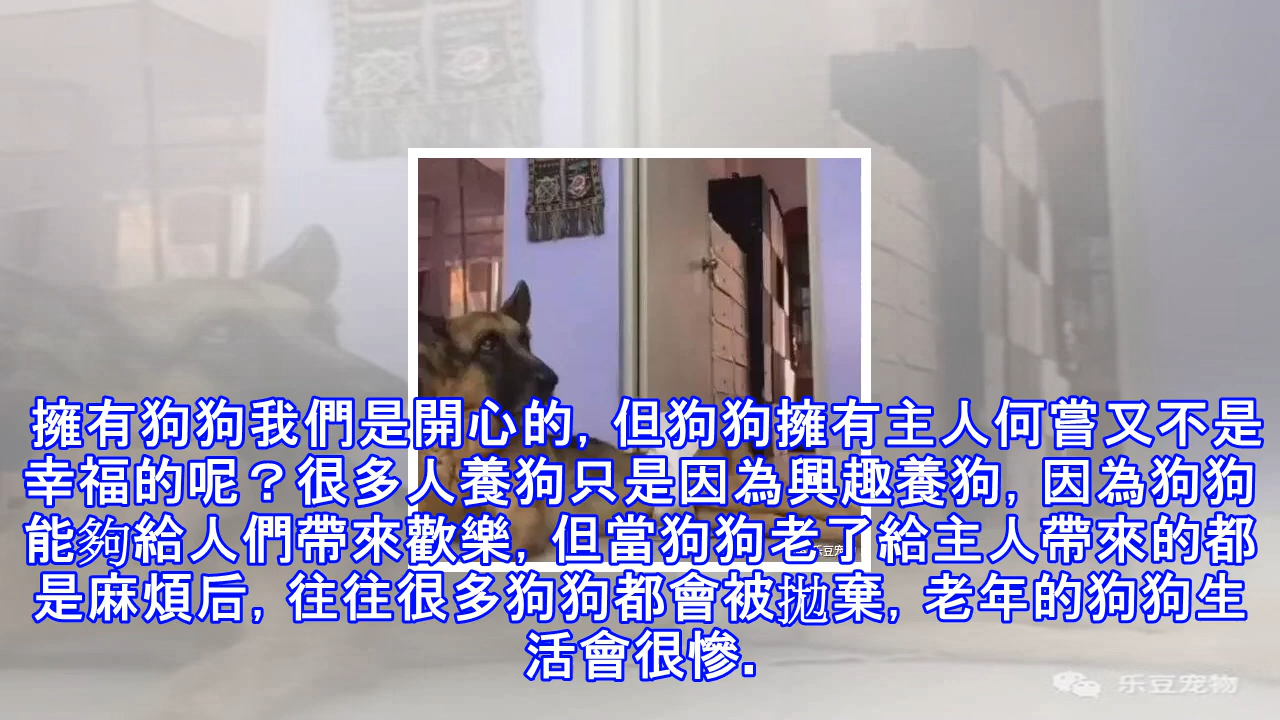 擁有狗狗我們是開心的, 但狗狗擁有主人何嘗又不是
幸福的呢？很多人養狗只是因為興趣養狗, 因為狗狗
能夠給人們帶來歡樂, 但當狗狗老了給主人帶來的都
是麻煩后, 往往很多狗狗都會被拋棄, 老年的狗狗生
活會很慘.
乐豆宠物